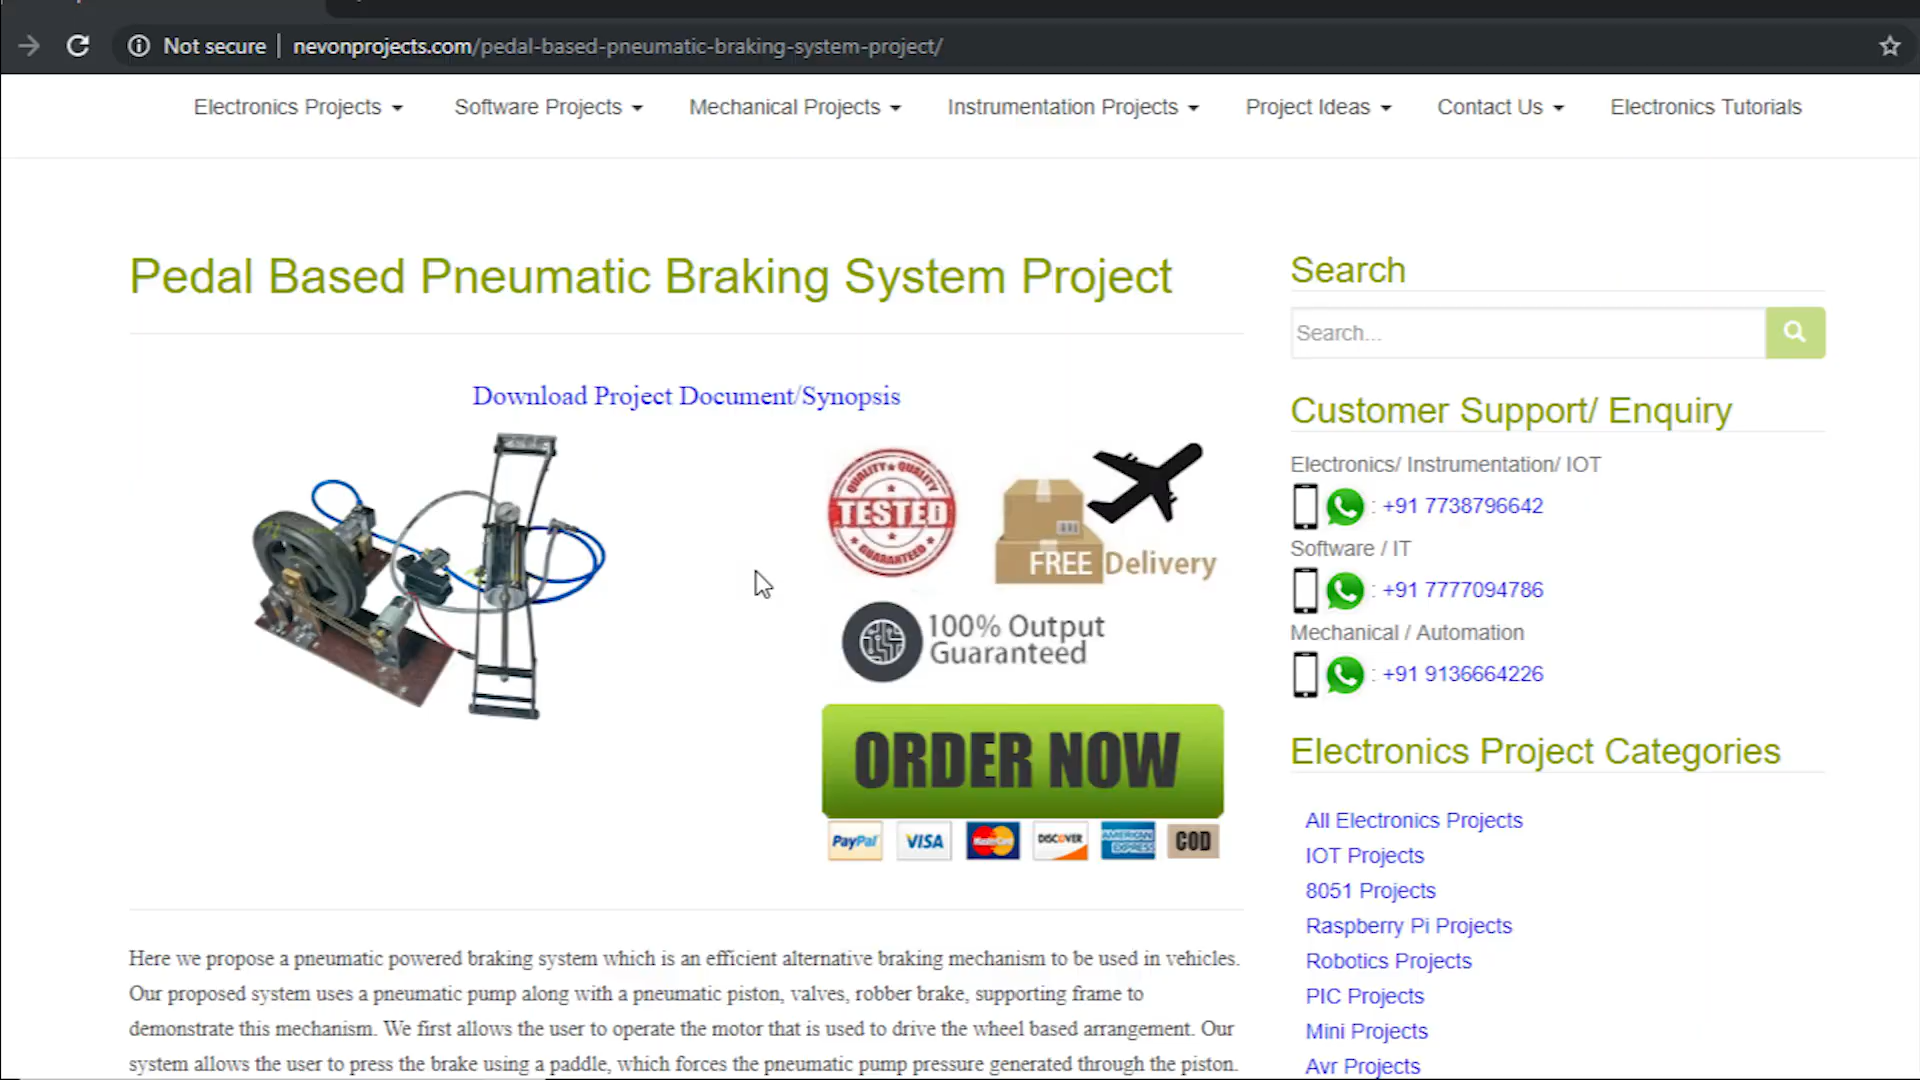 Not secure | nevonprojects.com/pedal-based-pneumatic-braking-system-project/
Electronics Projects Software Projects Mechanical Projects Instrumentation Projects Project Ideas Contact Us Electronics Tutorials
Pedal Based Pneumatic Braking System Project
Download Project Document/Synopsis
QUALITY QUALITY
TESTED
GUARANTEED
FREE Delivery
100% Output
Guaranteed
ORDER NOW
PayPal VISA MasterCard DISCOVER AMERICAN EXPRESS COD
Here we propose a pneumatic powered braking system which is an efficient alternative braking mechanism to be used in vehicles.
Our proposed system uses a pneumatic pump along with a pneumatic piston, valves, robber brake, supporting frame to
demonstrate this mechanism. We first allows the user to operate the motor that is used to drive the wheel based arrangement. Our
system allows the user to press the brake using a paddle, which forces the pneumatic pump pressure generated through the piston.
Search
Search...
Customer Support/ Enquiry
Electronics/ Instrumentation/ IOT
: +91 7738796642
Software / IT
: +91 7777094786
Mechanical / Automation
: +91 9136664226
Electronics Project Categories
All Electronics Projects
IOT Projects
8051 Projects
Raspberry Pi Projects
Robotics Projects
PIC Projects
Mini Projects
Avr Projects